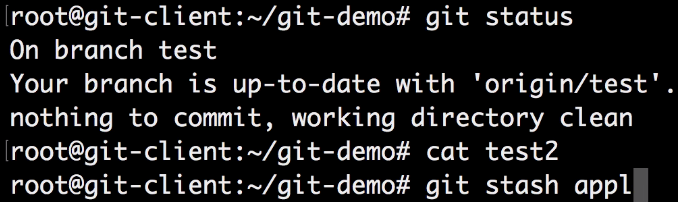 root@git-client:~/git-demo# git status
On branch test
Your branch is up-to-date with 'origin/test'.
nothing to commit, working directory clean
root@git-client:~/git-demo# cat test2
root@git-client:~/git-demo# git stash appl